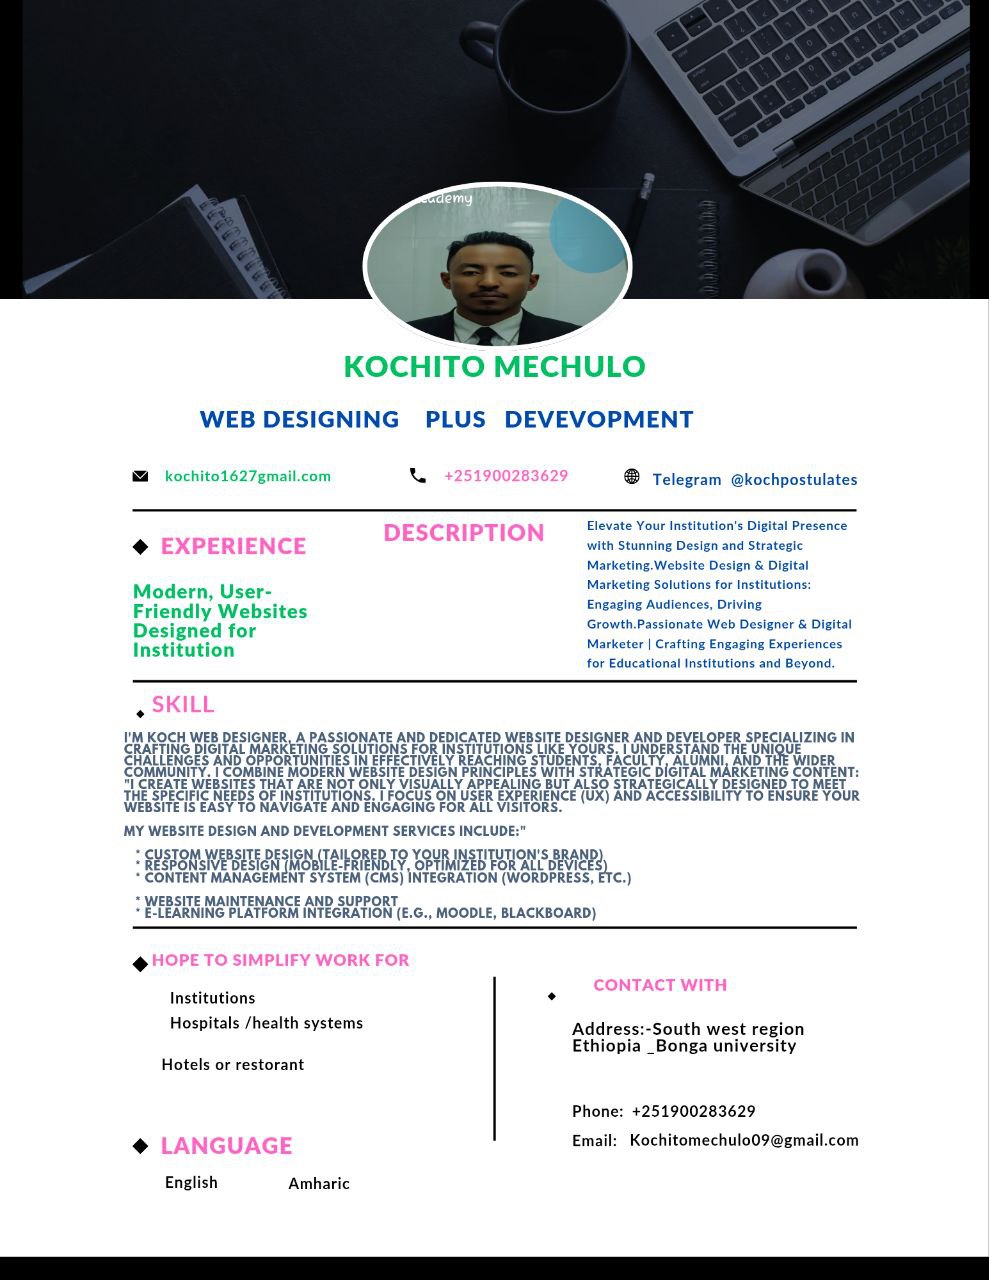 KOCHITO MECHULO
WEB DESIGNING PLUS DEVEVOPMENT
kochito1627gmail.com
+251900283629
Telegram @kochpostulates
EXPERIENCE
Modern, User-
Friendly Websites
Designed for
Institution
DESCRIPTION
Elevate Your Institution's Digital Presence
with Stunning Design and Strategic
Marketing.Website Design & Digital
Marketing Solutions for Institutions:
Engaging Audiences, Driving
Growth.Passionate Web Designer & Digital
Marketer | Crafting Engaging Experiences
for Educational Institutions and Beyond.
SKILL
I'M KOCH WEB DESIGNER, A PASSIONATE AND DEDICATED WEBSITE DESIGNER AND DEVELOPER SPECIALIZING IN
CRAFTING DIGITAL MARKETING SOLUTIONS FOR INSTITUTIONS LIKE YOURS. I UNDERSTAND THE UNIQUE
CHALLENGES AND OPPORTUNITIES IN EFFECTIVELY REACHING STUDENTS, FACULTY, ALUMNI, AND THE WIDER
COMMUNITY. I COMBINE MODERN WEBSITE DESIGN PRINCIPLES WITH STRATEGIC DIGITAL MARKETING CONTENT:
"I CREATE WEBSITES THAT ARE NOT ONLY VISUALLY APPEALING BUT ALSO STRATEGICALLY DESIGNED TO MEET
THE SPECIFIC NEEDS OF INSTITUTIONS. I FOCUS ON USER EXPERIENCE (UX) AND ACCESSIBILITY TO ENSURE YOUR
WEBSITE IS EASY TO NAVIGATE AND ENGAGING FOR ALL VISITORS.
MY WEBSITE DESIGN AND DEVELOPMENT SERVICES INCLUDE:"
* CUSTOM WEBSITE DESIGN (TAILORED TO YOUR INSTITUTION'S BRAND)
* RESPONSIVE DESIGN (MOBILE-FRIENDLY, OPTIMIZED FOR ALL DEVICES)
* CONTENT MANAGEMENT SYSTEM (CMS) INTEGRATION (WORDPRESS, ETC.)
* WEBSITE MAINTENANCE AND SUPPORT
* E-LEARNING PLATFORM INTEGRATION (E.G., MOODLE, BLACKBOARD)
HOPE TO SIMPLIFY WORK FOR
Institutions
Hospitals /health systems
Hotels or restorant
LANGUAGE
English
Amharic
CONTACT WITH
Address:-South west region
Ethiopia _Bonga university
Phone: +251900283629
Email: Kochitomechulo09@gmail.com